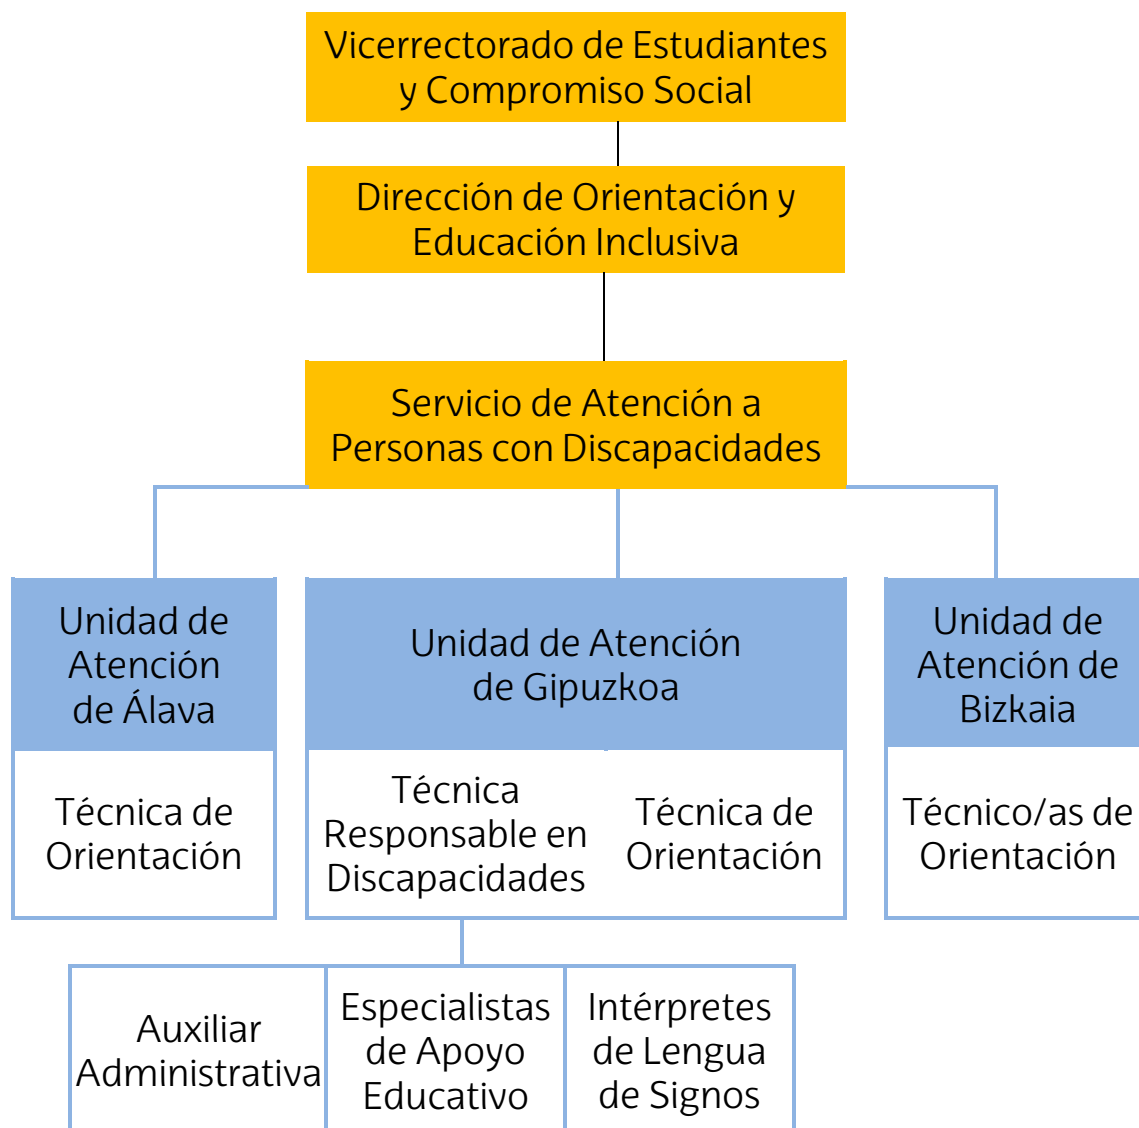 Vicerrectorado de Estudiantes
y Compromiso Social
Dirección de Orientación y
Educación Inclusiva
Servicio de Atención a
Personas con Discapacidades
Unidad de
Atención
de Álava
Unidad de Atención
de Gipuzkoa
Unidad de
Atención de
Bizkaia
Técnica de
Orientación
Técnica
Responsable en
Discapacidades
Técnica de
Orientación
Técnico/as de
Orientación
Auxiliar
Administrativa
Especialistas
de Apoyo
Educativo
Intérpretes
de Lengua
de Signos